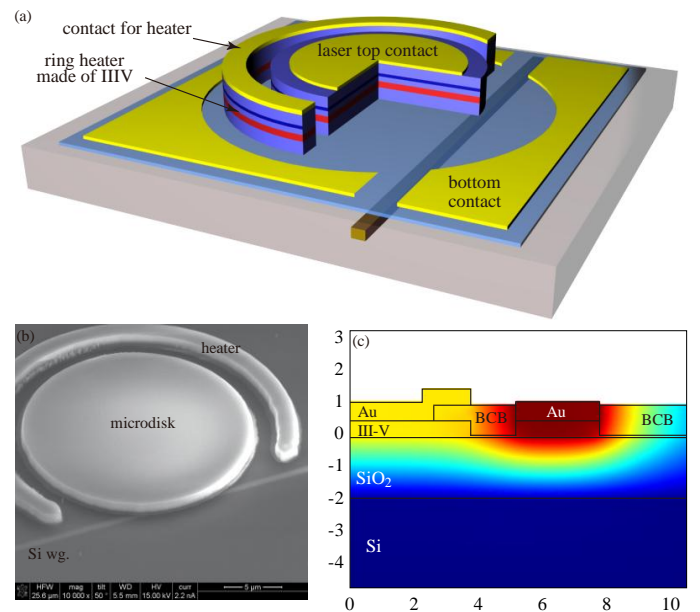 (a)
contact for heater
ring heater
made of IIIV
laser top contact
bottom
contact
(b)
heater
microdisk
Si wg.
HFW
25.6 µm
mag
10 000 x
tilt
50 °
WD
5.5 mm
HV
15.00 kV
curr
2.2 nA
5 µm
(c)
3
2
1
0
-1
-2
-3
-4
Au
III-V
BCB
Au
BCB
SiO2
Si
0
2
4
6
8
10